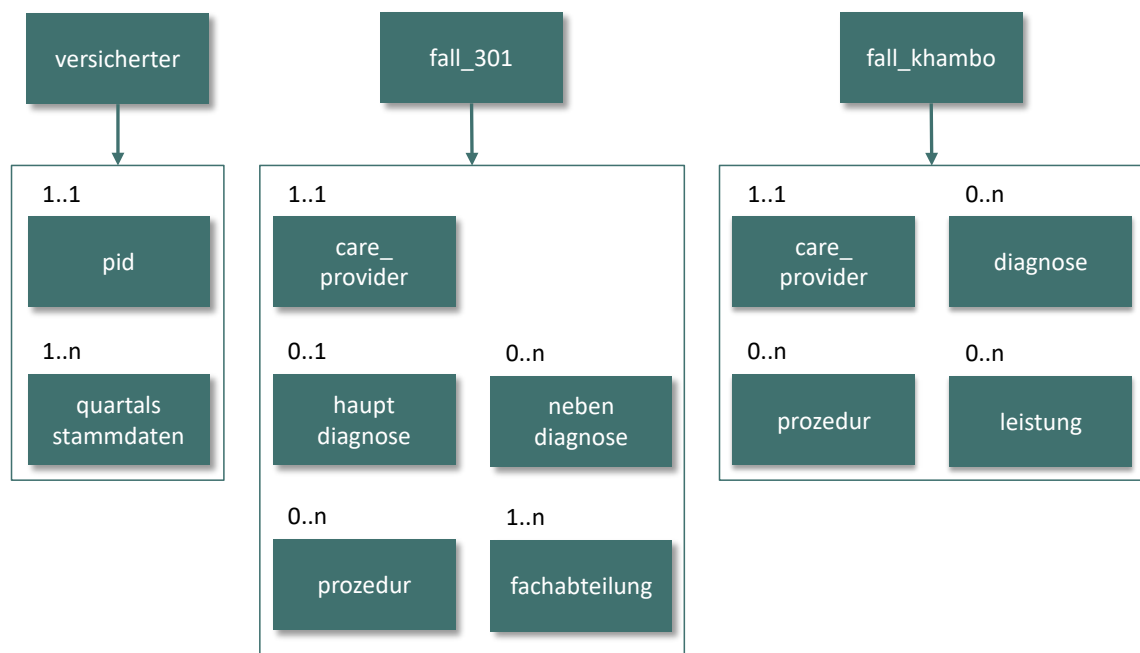 versicherter
fall_301
fall_khambo
1..1
pid
1..n
quartals
stammdaten
1..1
care_
provider
0..1
haupt
diagnose
0..n
neben
diagnose
0..n
prozedur
1..n
fachabteilung
1..1
care_
provider
0..n
diagnose
0..n
prozedur
0..n
leistung